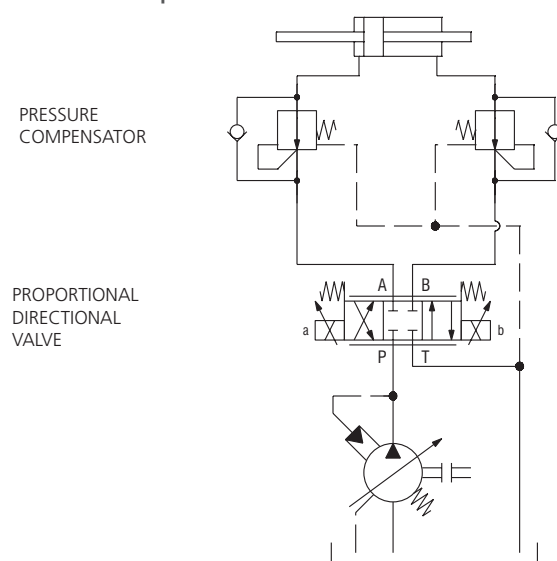 PRESSURE
COMPENSATOR
A B
PROPORTIONAL
DIRECTIONAL
VALVE
a b
P T